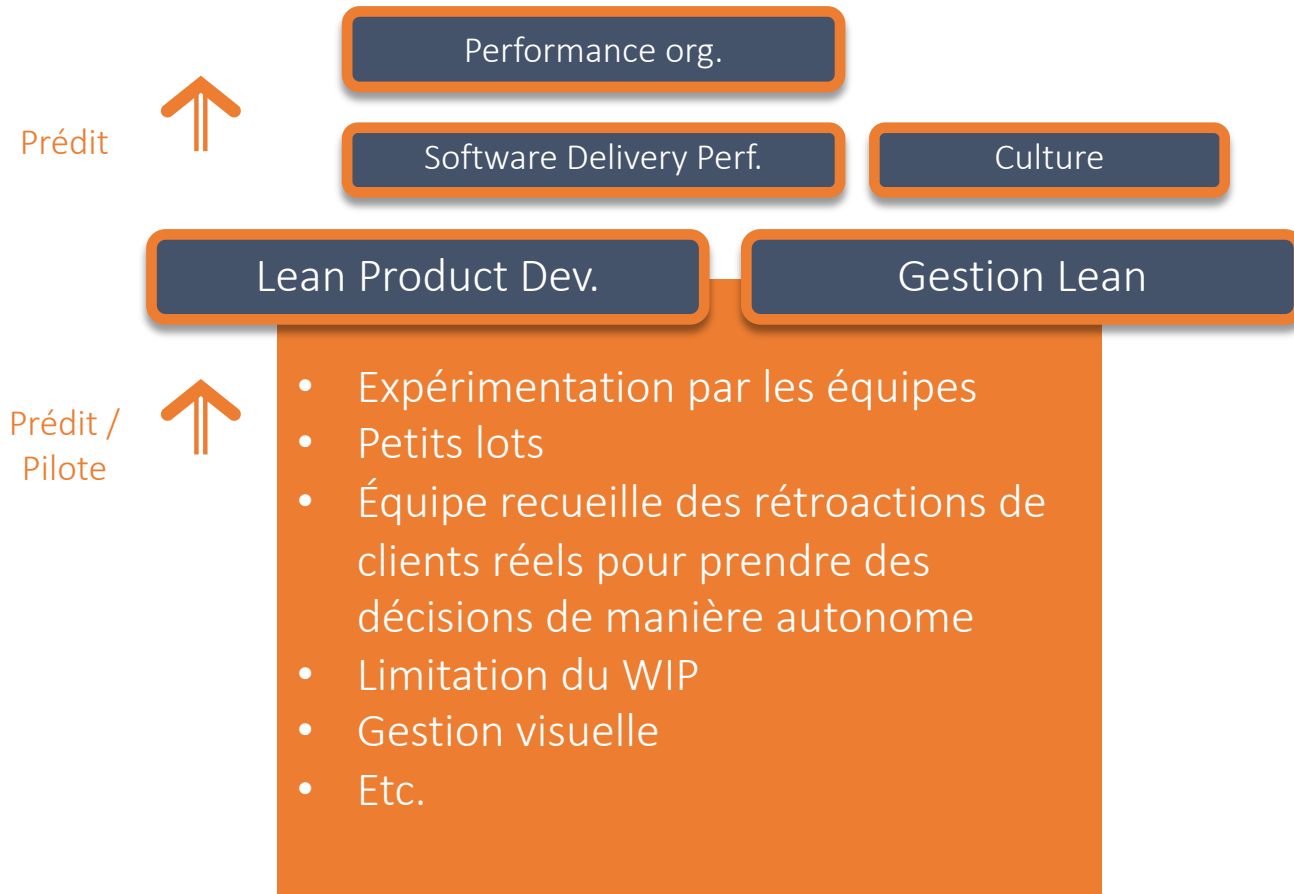 Performance org.
Prédit
Software Delivery Perf.
Culture
Lean Product Dev.
Gestion Lean
Prédit /
Pilote
• Expérimentation par les équipes
• Petits lots
• Équipe recueille des rétroactions de
clients réels pour prendre des
décisions de manière autonome
• Limitation du WIP
• Gestion visuelle
• Etc.